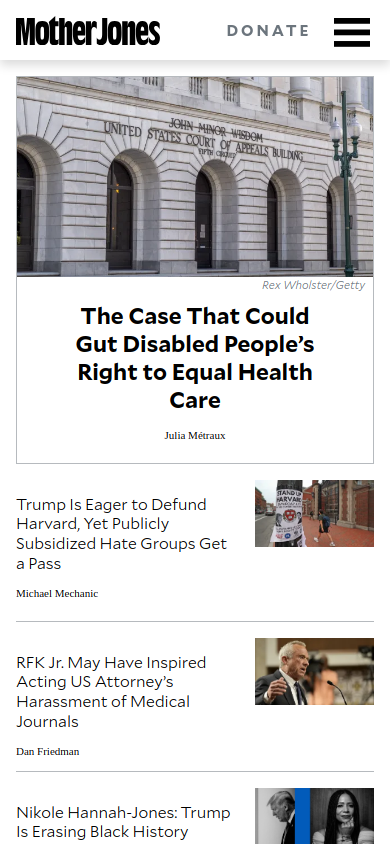 Mother Jones
DONATE
JOHN MINOR WISDOM
UNITED STATES COURT OF APPEALS BUILDING
FIFTH CIRCUIT
Rex Wholster/Getty
The Case That Could
Gut Disabled People’s
Right to Equal Health
Care
Julia Métraux
Trump Is Eager to Defund
Harvard, Yet Publicly
Subsidized Hate Groups Get
a Pass
Michael Mechanic
STAND UP
HARVARD
RFK Jr. May Have Inspired
Acting US Attorney’s
Harassment of Medical
Journals
Dan Friedman
Nikole Hannah-Jones: Trump
Is Erasing Black History